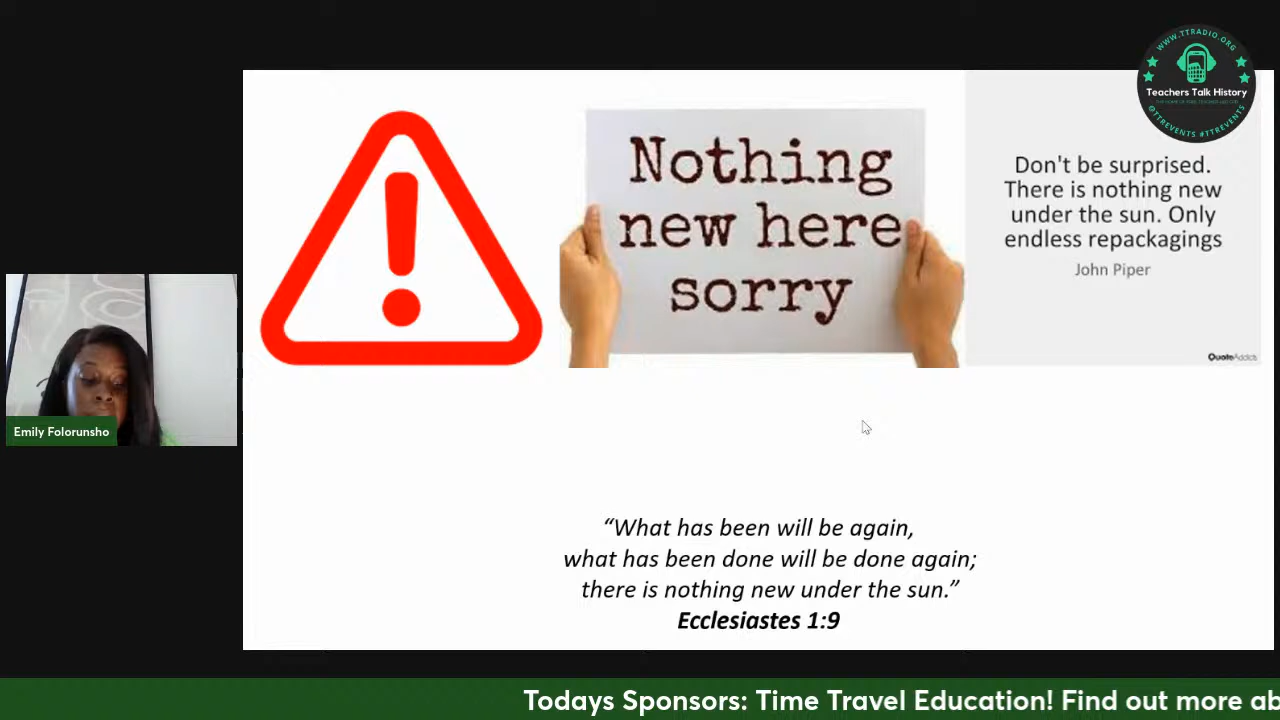 WWW.TTRADIO.ORG
Teachers Talk History
@TTREVENTS #TTREVENTS
Nothing
new here
sorry
Don't be surprised.
There is nothing new
under the sun. Only
endless repackagings
John Piper
QuoteAddicts
Emily Folorunsho
“What has been will be again,
what has been done will be done again;
there is nothing new under the sun.”
Ecclesiastes 1:9
Todays Sponsors: Time Travel Education! Find out more ab